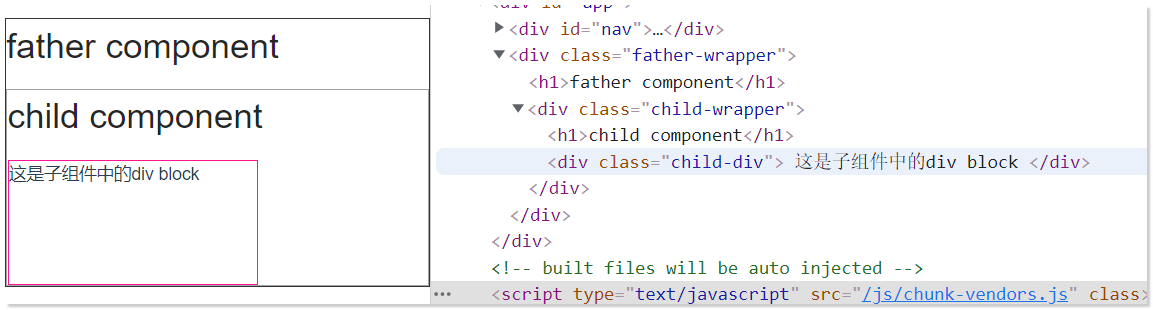 father component
child component
这是子组件中的div block
<div id="app">
<div id="nav">…</div>
<div class="father-wrapper">
<h1>father component</h1>
<div class="child-wrapper">
<h1>child component</h1>
<div class="child-div"> 这是子组件中的div block </div>
</div>
</div>
</div>
<!-- built files will be auto injected -->
<script type="text/javascript" src="/js/chunk-vendors.js" class>